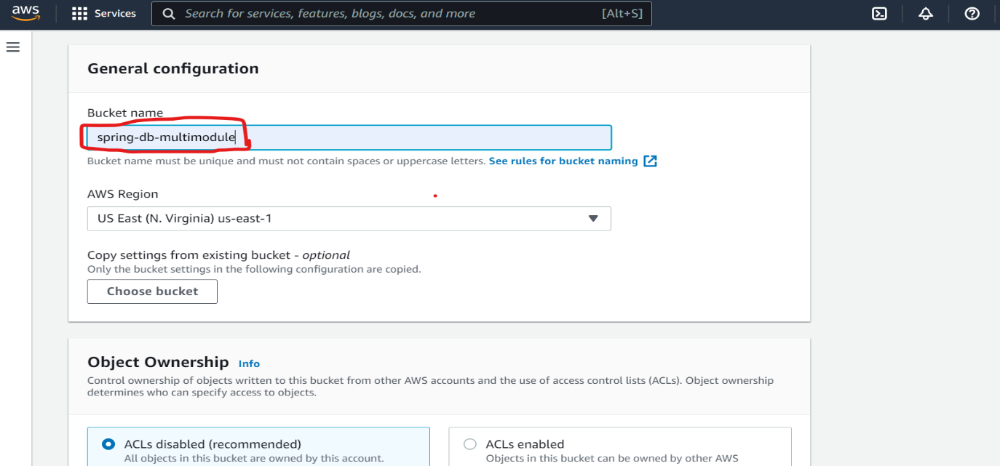 aws Services Search for services, features, blogs, docs, and more [Alt+S]
General configuration
Bucket name
spring-db-multimodule
Bucket name must be unique and must not contain spaces or uppercase letters. See rules for bucket naming
AWS Region
US East (N. Virginia) us-east-1
Copy settings from existing bucket - optional
Only the bucket settings in the following configuration are copied.
Choose bucket
Object Ownership Info
Control ownership of objects written to this bucket from other AWS accounts and the use of access control lists (ACLs). Object ownership
determines who can specify access to objects.
ACLs disabled (recommended)
All objects in this bucket are owned by this account.
ACLs enabled
Objects in this bucket can be owned by other AWS